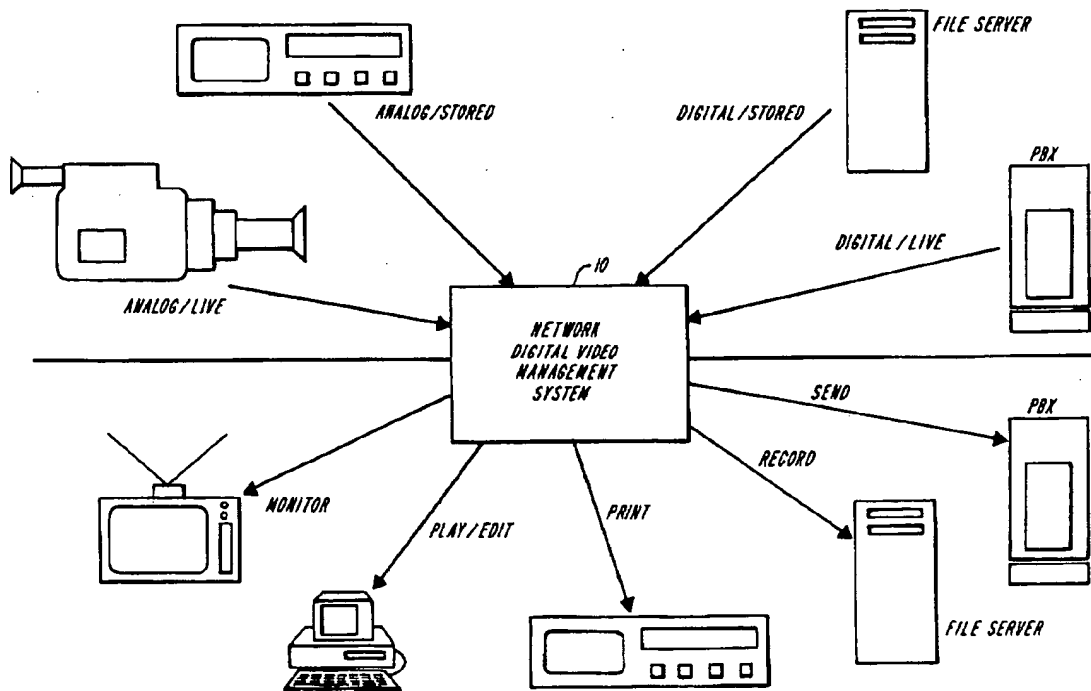 FILE SERVER
ANALOG/STORED
DIGITAL/STORED
PBX
DIGITAL/LIVE
ANALOG/LIVE
10
NETWORK
DIGITAL VIDEO
MANAGEMENT
SYSTEM
SEND
PBX
RECORD
MONITOR
PRINT
PLAY/EDIT
FILE SERVER